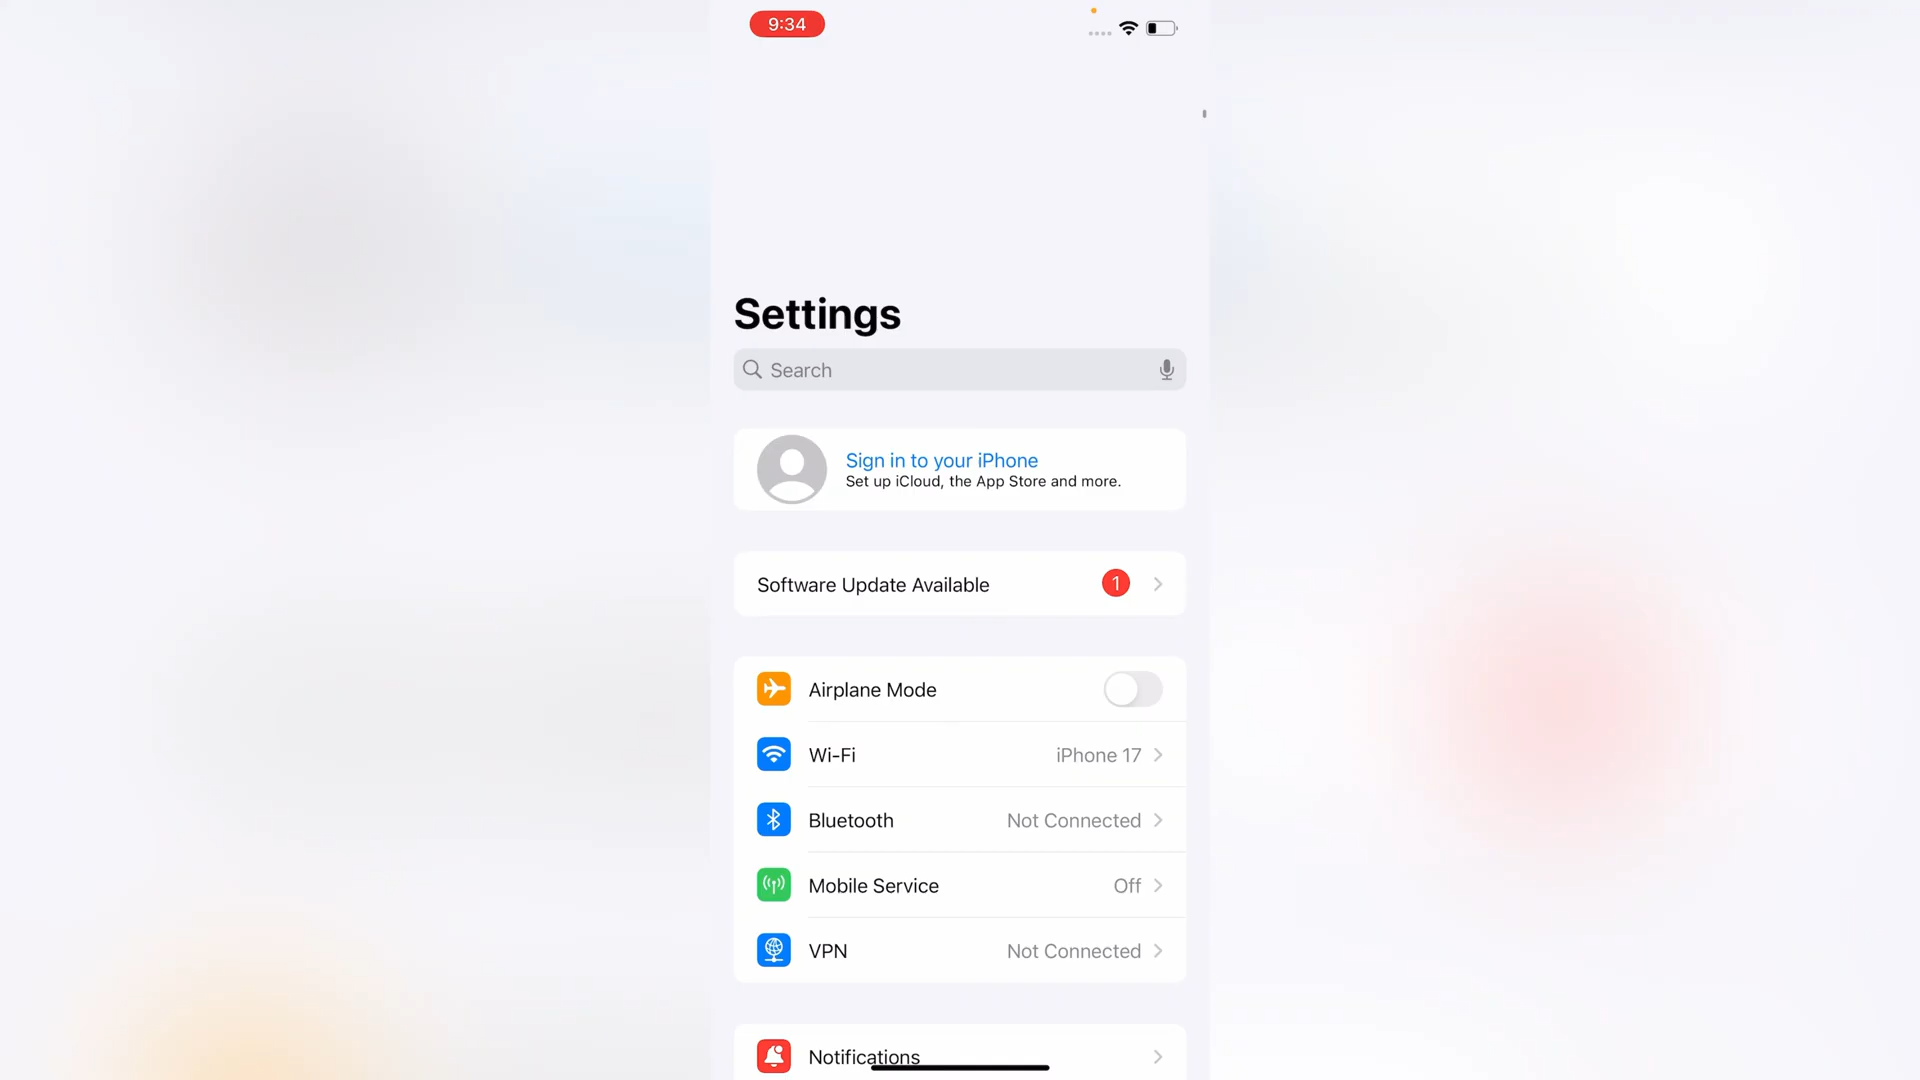 9:34
Settings
Search
Sign in to your iPhone
Set up iCloud, the App Store and more.
Software Update Available 1
Airplane Mode
Wi-Fi iPhone 17
Bluetooth Not Connected
Mobile Service Off
VPN Not Connected
Notifications